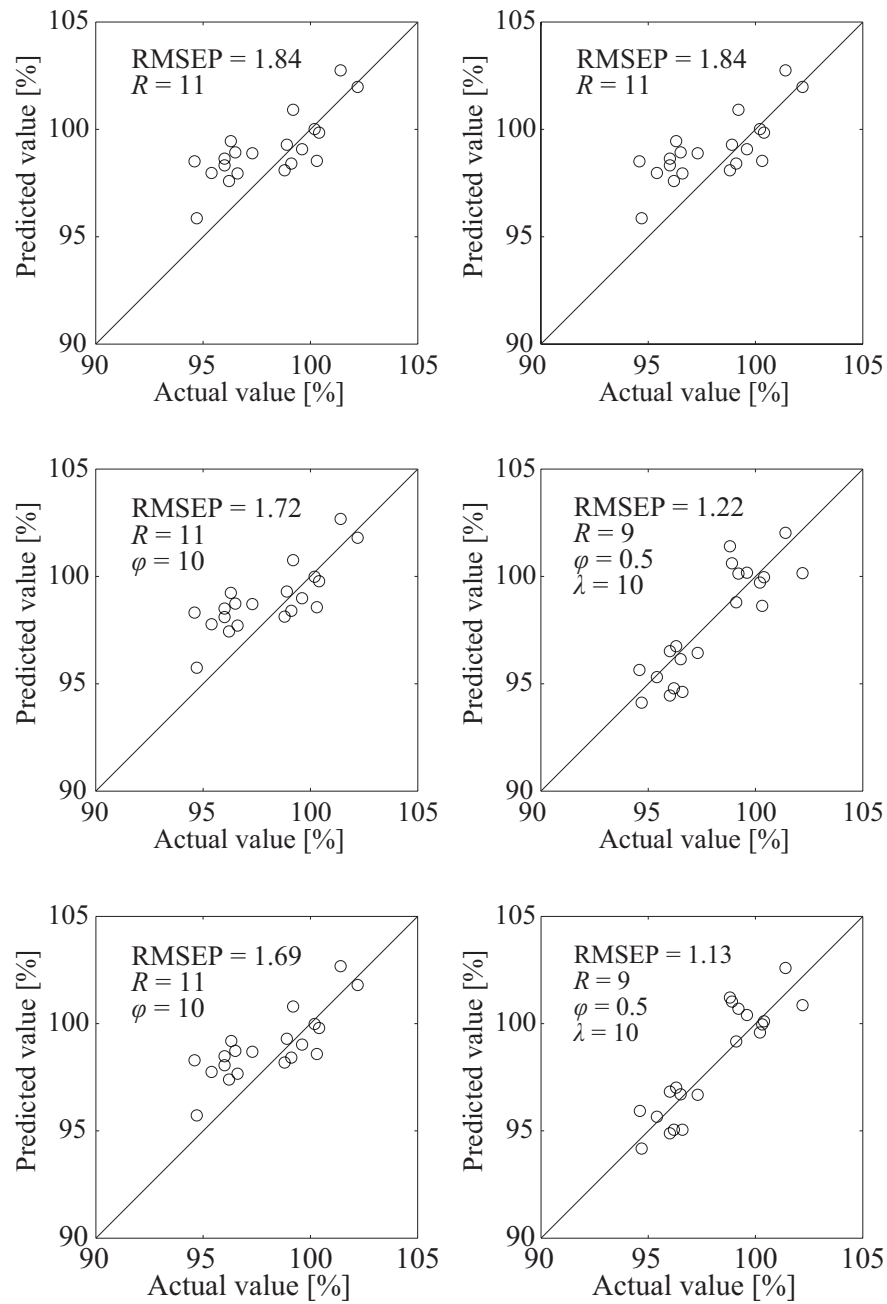 105
100
95
90
Predicted value [%]
RMSEP = 1.84
R = 11
90 95 100 105
Actual value [%]
105
100
95
90
Predicted value [%]
RMSEP = 1.84
R = 11
90 95 100 105
Actual value [%]
105
100
95
90
Predicted value [%]
RMSEP = 1.72
R = 11
φ = 10
90 95 100 105
Actual value [%]
105
100
95
90
Predicted value [%]
RMSEP = 1.22
R = 9
φ = 0.5
λ = 10
90 95 100 105
Actual value [%]
105
100
95
90
Predicted value [%]
RMSEP = 1.69
R = 11
φ = 10
90 95 100 105
Actual value [%]
105
100
95
90
Predicted value [%]
RMSEP = 1.13
R = 9
φ = 0.5
λ = 10
90 95 100 105
Actual value [%]